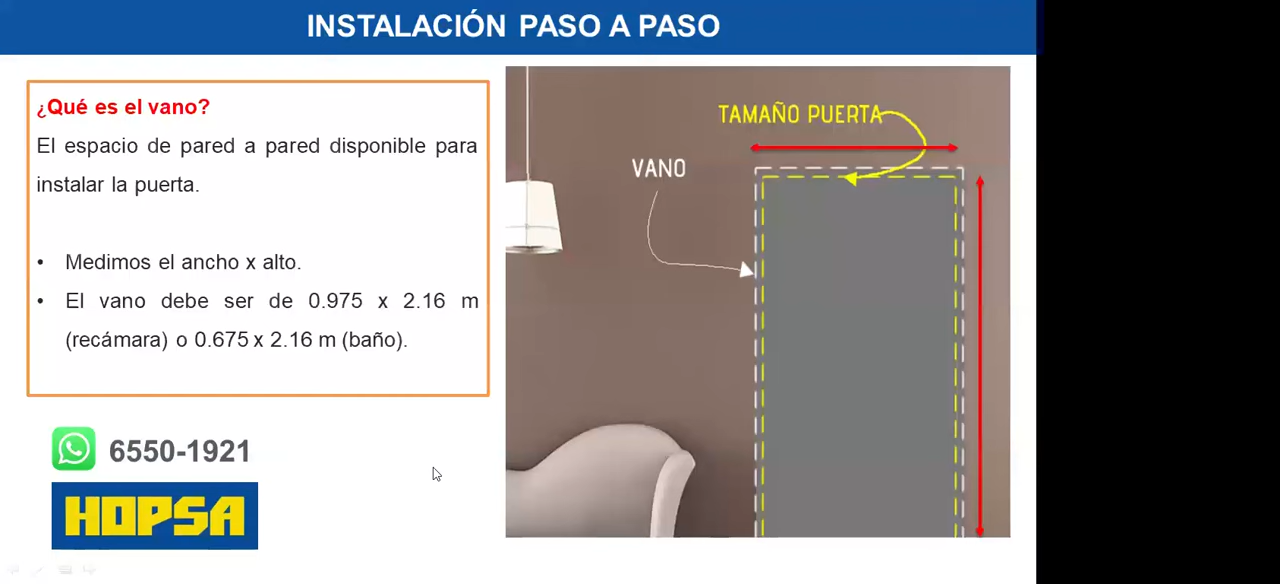 INSTALACIÓN PASO A PASO
¿Qué es el vano?
El espacio de pared a pared disponible para
instalar la puerta.
• Medimos el ancho x alto.
• El vano debe ser de 0.975 x 2.16 m
(recámara) o 0.675 x 2.16 m (baño).
TAMAÑO PUERTA
VANO
6550-1921
HOPSA